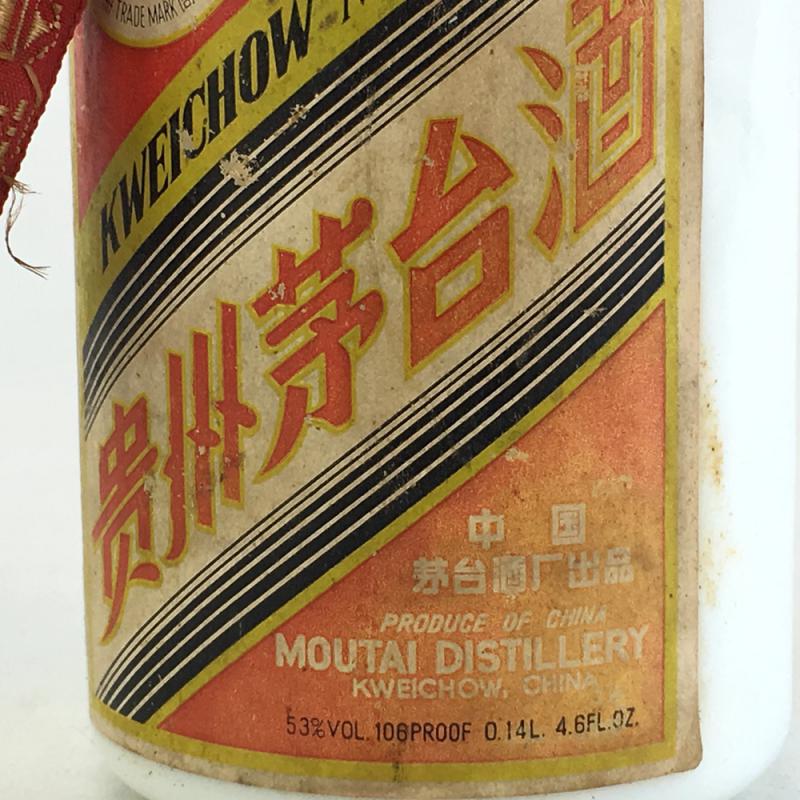 TRADE MARK
KWEICHOW
贵州茅台酒
中国
茅台酒厂出品
PRODUCE OF CHINA
MOUTAI DISTILLERY
KWEICHOW, CHINA
53%VOL. 106PROOF 0.14L. 4.6FL.OZ.